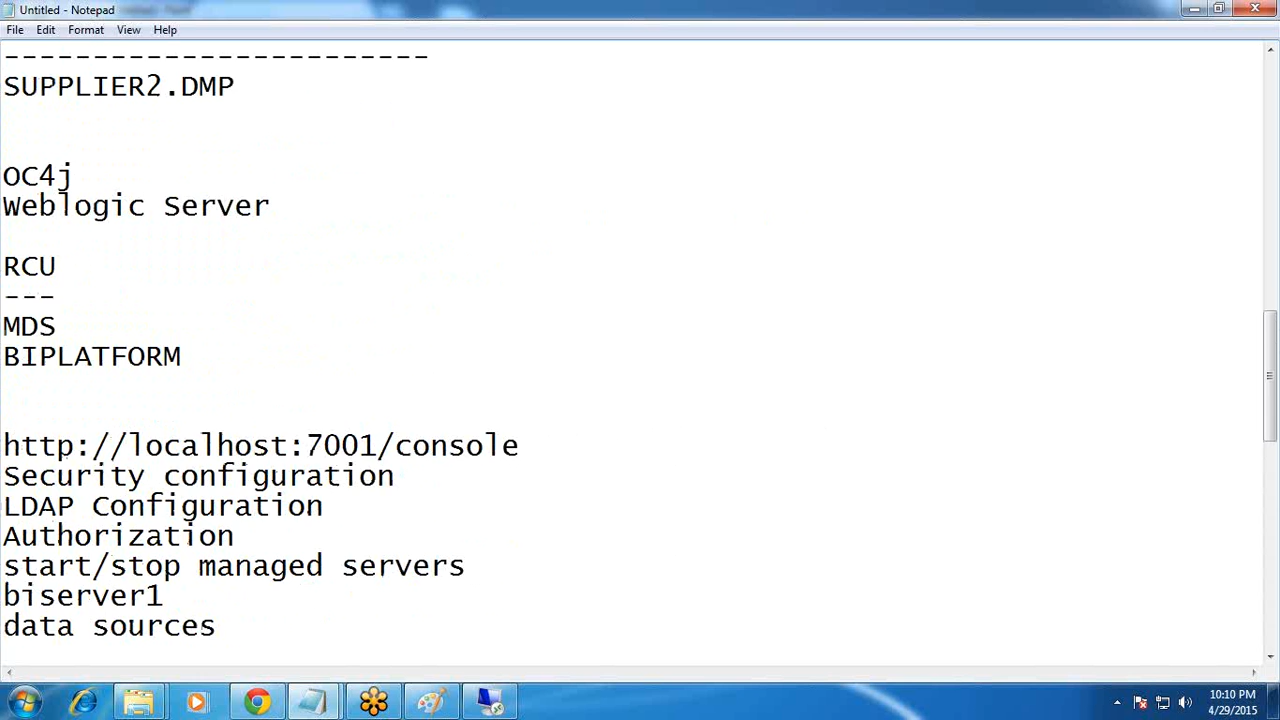 Untitled - Notepad
File Edit Format View Help
------------------------
SUPPLIER2.DMP
OC4j
Weblogic Server
RCU
---
MDS
BIPLATFORM
http://localhost:7001/console
Security configuration
LDAP Configuration
Authorization
start/stop managed servers
biserver1
data sources
10:10 PM
4/29/2015